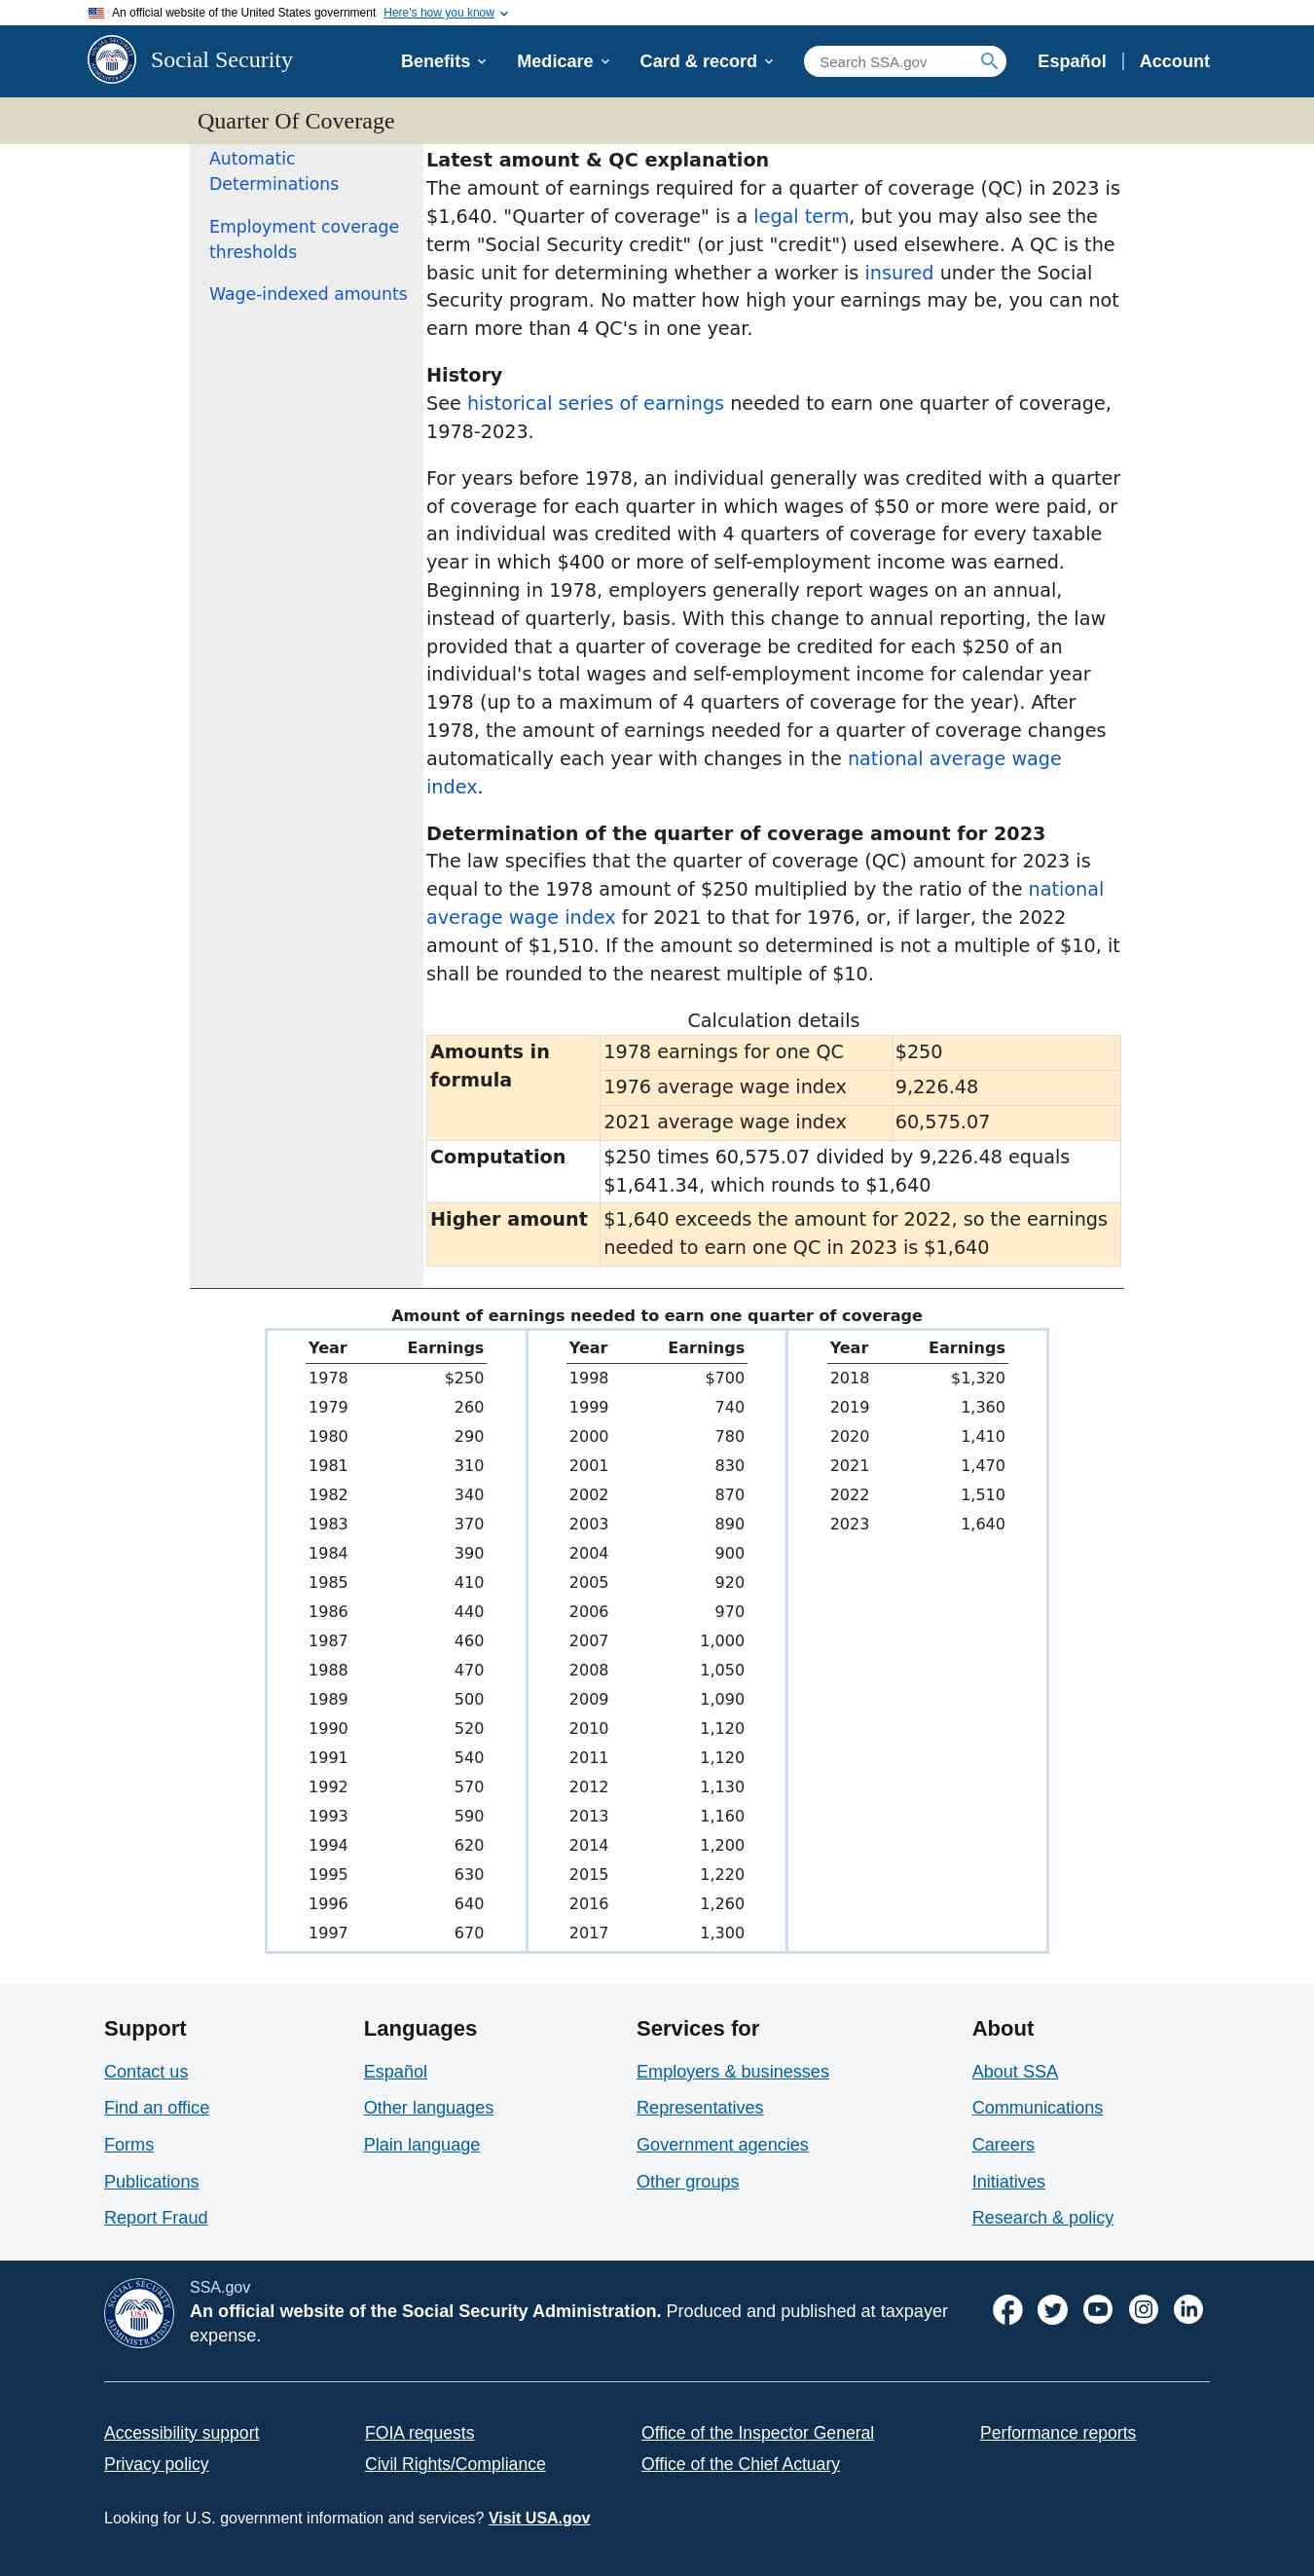 An official website of the United States government Here's how you know
Social Security
Benefits Medicare Card & record Search SSA.gov Español Account
Quarter Of Coverage
Automatic
Determinations
Employment coverage
thresholds
Wage-indexed amounts
Latest amount & QC explanation
The amount of earnings required for a quarter of coverage (QC) in 2023 is
$1,640. "Quarter of coverage" is a legal term, but you may also see the
term "Social Security credit" (or just "credit") used elsewhere. A QC is the
basic unit for determining whether a worker is insured under the Social
Security program. No matter how high your earnings may be, you can not
earn more than 4 QC's in one year.
History
See historical series of earnings needed to earn one quarter of coverage,
1978-2023.
For years before 1978, an individual generally was credited with a quarter
of coverage for each quarter in which wages of $50 or more were paid, or
an individual was credited with 4 quarters of coverage for every taxable
year in which $400 or more of self-employment income was earned.
Beginning in 1978, employers generally report wages on an annual,
instead of quarterly, basis. With this change to annual reporting, the law
provided that a quarter of coverage be credited for each $250 of an
individual's total wages and self-employment income for calendar year
1978 (up to a maximum of 4 quarters of coverage for the year). After
1978, the amount of earnings needed for a quarter of coverage changes
automatically each year with changes in the national average wage
index.
Determination of the quarter of coverage amount for 2023
The law specifies that the quarter of coverage (QC) amount for 2023 is
equal to the 1978 amount of $250 multiplied by the ratio of the national
average wage index for 2021 to that for 1976, or, if larger, the 2022
amount of $1,510. If the amount so determined is not a multiple of $10, it
shall be rounded to the nearest multiple of $10.
Calculation details
Amounts in 1978 earnings for one QC $250
formula
1976 average wage index 9,226.48
2021 average wage index 60,575.07
Computation $250 times 60,575.07 divided by 9,226.48 equals
$1,641.34, which rounds to $1,640
Higher amount $1,640 exceeds the amount for 2022, so the earnings
needed to earn one QC in 2023 is $1,640
Amount of earnings needed to earn one quarter of coverage
Year Earnings Year Earnings Year Earnings
1978 $250 1998 $700 2018 $1,320
1979 260 1999 740 2019 1,360
1980 290 2000 780 2020 1,410
1981 310 2001 830 2021 1,470
1982 340 2002 870 2022 1,510
1983 370 2003 890 2023 1,640
1984 390 2004 900
1985 410 2005 920
1986 440 2006 970
1987 460 2007 1,000
1988 470 2008 1,050
1989 500 2009 1,090
1990 520 2010 1,120
1991 540 2011 1,120
1992 570 2012 1,130
1993 590 2013 1,160
1994 620 2014 1,200
1995 630 2015 1,220
1996 640 2016 1,260
1997 670 2017 1,300
Support Languages Services for About
Contact us Español Employers & businesses About SSA
Find an office Other languages Representatives Communications
Forms Plain language Government agencies Careers
Publications Other groups Initiatives
Report Fraud Research & policy
SOCIAL SECURITY
USA
ADMINISTRATION
SSA.gov
An official website of the Social Security Administration. Produced and published at taxpayer
expense.
Accessibility support FOIA requests Office of the Inspector General Performance reports
Privacy policy Civil Rights/Compliance Office of the Chief Actuary
Looking for U.S. government information and services? Visit USA.gov